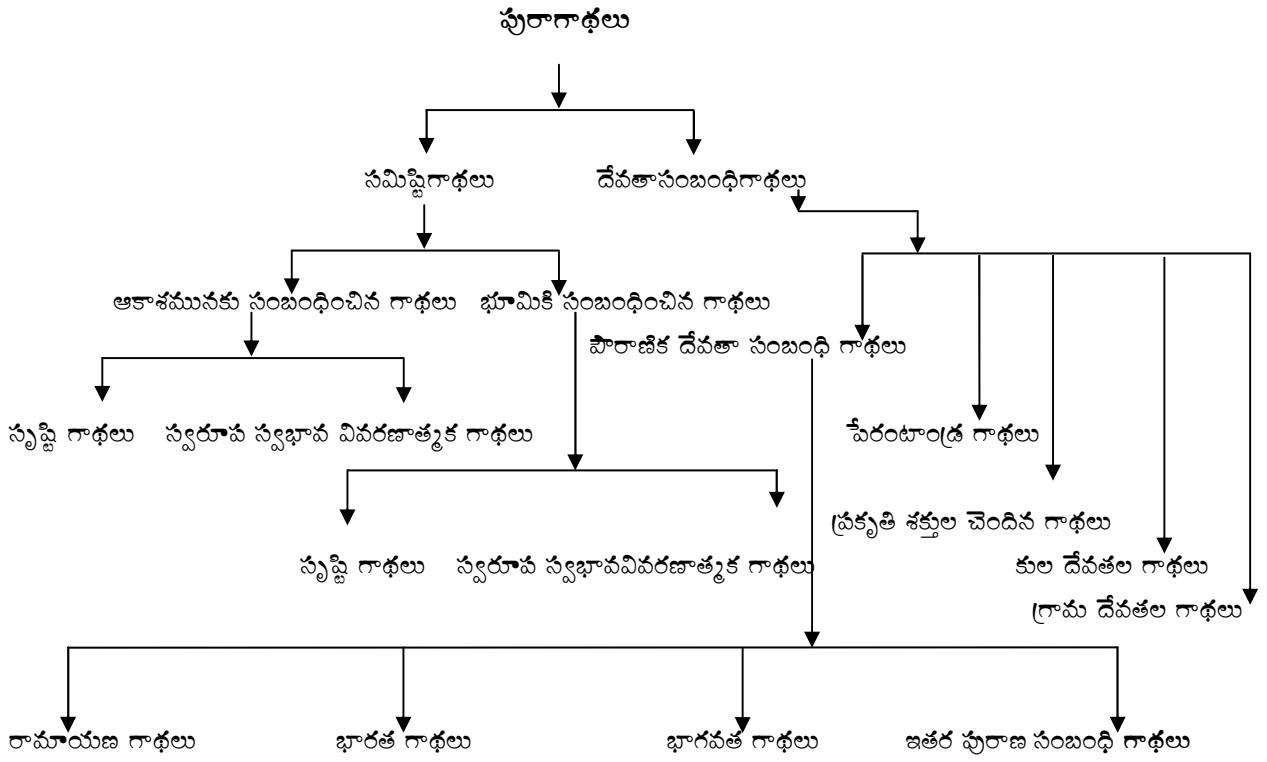 పురాగాథలు
సమిష్టిగాథలు దేవతాసంబంధిగాథలు
ఆకాశమునకు సంబంధించిన గాథలు భూమికి సంబంధించిన గాథలు
పౌరాణిక దేవతా సంబంధి గాథలు
సృష్టి గాథలు స్వరూప స్వభావ వివరణాత్మక గాథలు పేరంటాండ్ర గాథలు
ప్రకృతి శక్తుల చెందిన గాథలు
సృష్టి గాథలు స్వరూప స్వభావవివరణాత్మక గాథలు కుల దేవతల గాథలు
గ్రామ దేవతల గాథలు
రామాయణ గాథలు భారత గాథలు భాగవత గాథలు ఇతర పురాణ సంబంధి గాథలు